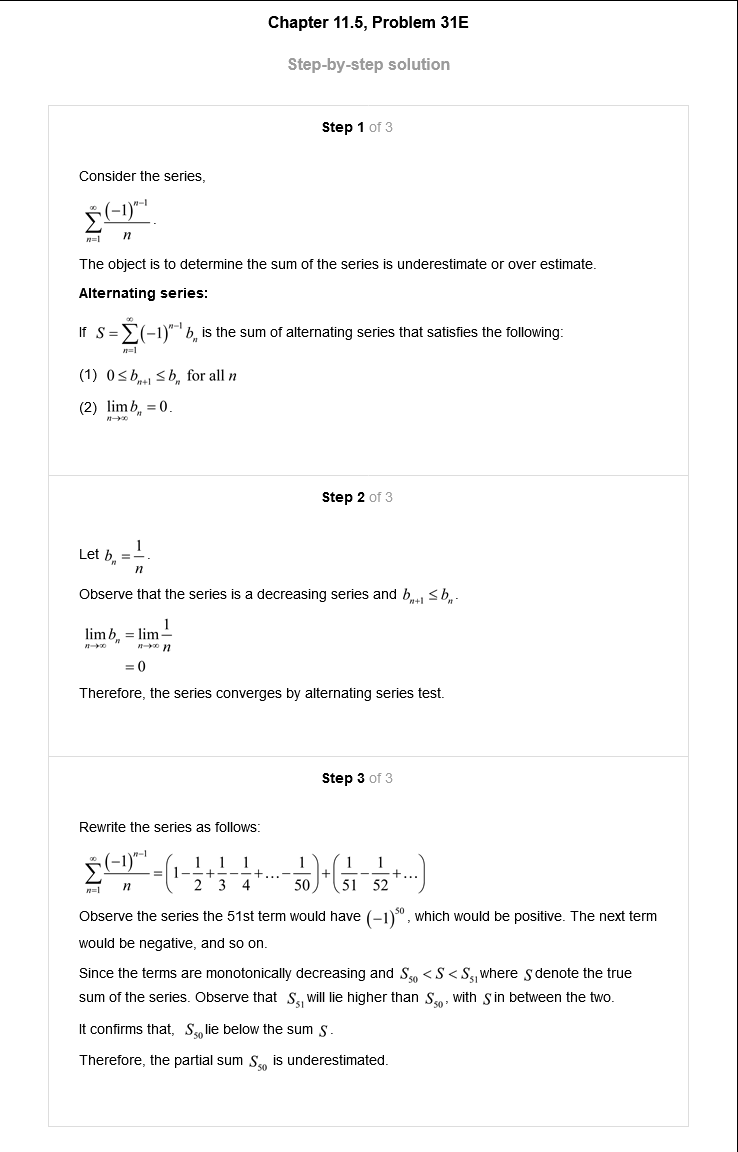 Chapter 11.5, Problem 31E
Step-by-step solution
Step 1 of 3
Consider the series,
$\sum_{n=1}^{\infty}\frac{(-1)^{n-1}}{n}$.
The object is to determine the sum of the series is underestimate or over estimate.
Alternating series:
If $S=\sum_{n=1}^{\infty}(-1)^{n-1}b_n$ is the sum of alternating series that satisfies the following:
(1) $0\le b_{n+1}\le b_n$ for all $n$
(2) $\lim_{n\to\infty}b_n=0$.
Step 2 of 3
Let $b_n=\frac{1}{n}$.
Observe that the series is a decreasing series and $b_{n+1}\le b_n$.
$\lim_{n\to\infty}b_n=\lim_{n\to\infty}\frac{1}{n}$
$=0$
Therefore, the series converges by alternating series test.
Step 3 of 3
Rewrite the series as follows:
$\sum_{n=1}^{\infty}\frac{(-1)^{n-1}}{n}=\left(1-\frac{1}{2}+\frac{1}{3}-\frac{1}{4}+\ldots-\frac{1}{50}\right)+\left(\frac{1}{51}-\frac{1}{52}+\ldots\right)$
Observe the series the 51st term would have $(-1)^{50}$, which would be positive. The next term
would be negative, and so on.
Since the terms are monotonically decreasing and $S_{50}<S<S_{51}$ where $S$ denote the true
sum of the series. Observe that $S_{51}$ will lie higher than $S_{50}$, with $S$ in between the two.
It confirms that, $S_{50}$ lie below the sum $S$.
Therefore, the partial sum $S_{50}$ is underestimated.